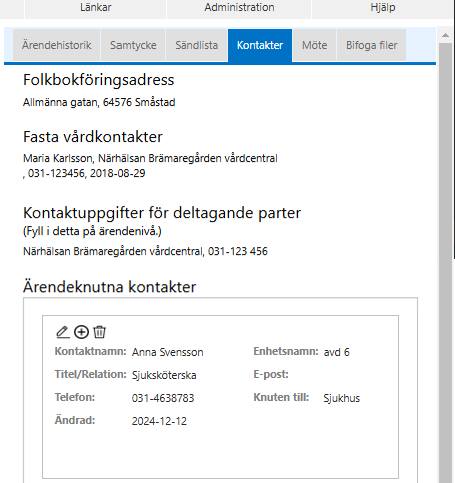 Länkar Administration Hjälp
Ärendehistorik Samtycke Sändlista Kontakter Möte Bifoga filer
Folkbokföringsadress
Allmänna gatan, 64576 Småstad
Fasta vårdkontakter
Maria Karlsson, Närhälsan Brämaregården vårdcentral
, 031-123456, 2018-08-29
Kontaktuppgifter för deltagande parter
(Fyll i detta på ärendenivå.)
Närhälsan Brämaregården vårdcentral, 031-123 456
Ärendeknutna kontakter
Kontaktnamn: Anna Svensson Enhetsnamn: avd 6
Titel/Relation: Sjuksköterska E-post:
Telefon: 031-4638783 Knuten till: Sjukhus
Ändrad: 2024-12-12